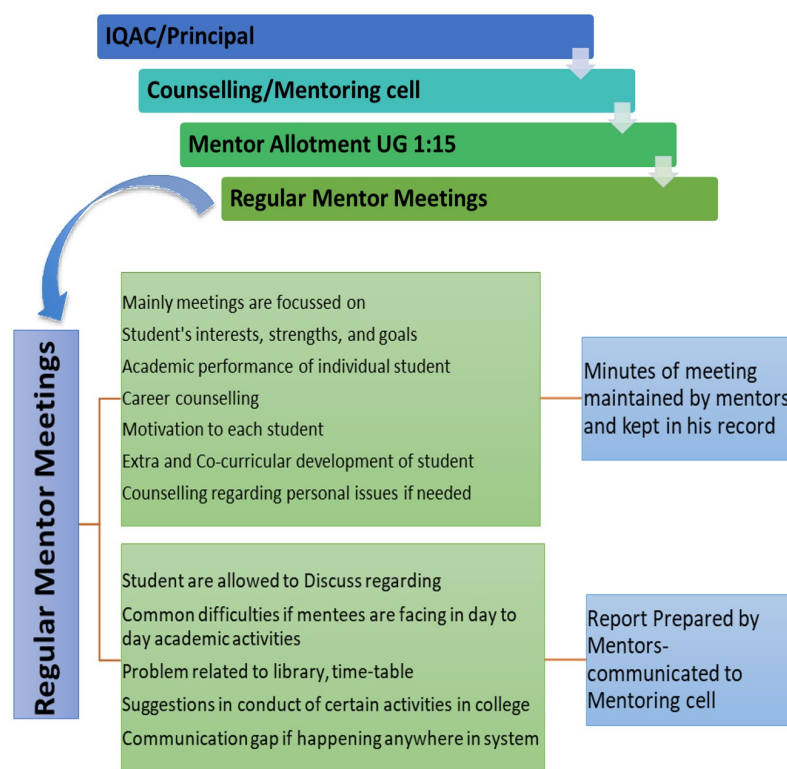 IQAC/Principal
Counselling/Mentoring cell
Mentor Allotment UG 1:15
Regular Mentor Meetings
Regular Mentor Meetings
Mainly meetings are focussed on
Student's interests, strengths, and goals
Academic performance of individual student
Career counselling
Motivation to each student
Extra and Co-curricular development of student
Counselling regarding personal issues if needed
Minutes of meeting
maintained by mentors
and kept in his record
Student are allowed to Discuss regarding
Common difficulties if mentees are facing in day to
day academic activities
Problem related to library, time-table
Suggestions in conduct of certain activities in college
Communication gap if happening anywhere in system
Report Prepared by
Mentors-
communicated to
Mentoring cell